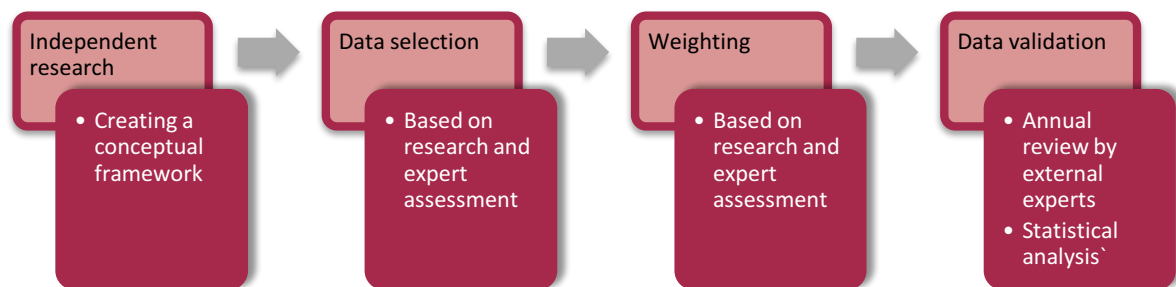 Independent
research
• Creating a
conceptual
framework
Data selection
• Based on
research and
expert
assessment
Weighting
• Based on
research and
expert
assessment
Data validation
• Annual
review by
external
experts
• Statistical
analysis`